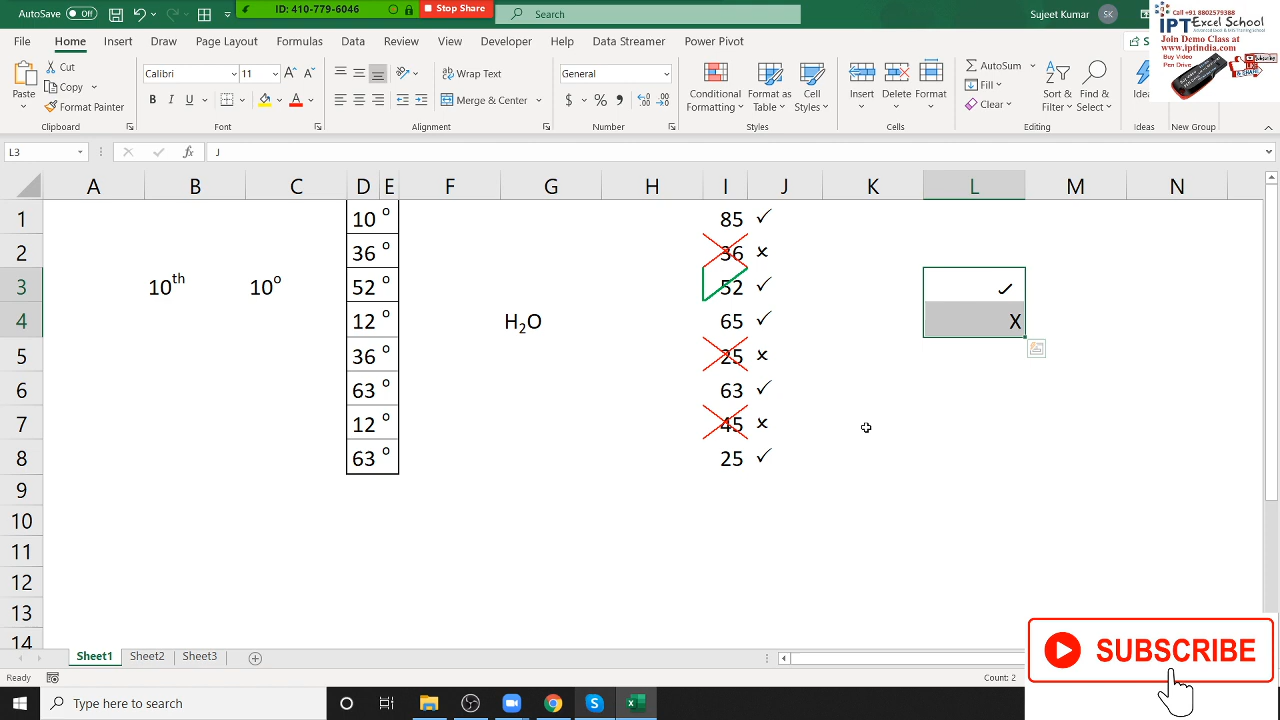 AutoSave Off
ID: 410-779-6046 Stop Share
Search
Sujeet Kumar SK
Call +91 8802579388
IPT Excel School
Join Demo Class at
www.iptindia.com
Buy Video
Pen Drive
File Home Insert Draw Page Layout Formulas Data Review View Developer Help Data Streamer Power Pivot
Paste
Cut
Copy
Format Painter
Clipboard
Calibri 11
B I U
Font
Wrap Text
Merge & Center
Alignment
General
$ % ,
Number
Conditional Formatting
Format as Table
Cell Styles
Styles
Insert
Delete
Format
Cells
AutoSum
Fill
Clear
Sort & Filter
Find & Select
Editing
Ideas
Ideas
New Group
L3 fx J
A B C D E F G H I J K L M N
1 10 o 85 ✓
2 36 o 36 x
3 10th 10o 52 o 52 ✓ ✓
4 12 o H2O 65 ✓ X
5 36 o 25 x
6 63 o 63 ✓
7 12 o 45 x
8 63 o 25 ✓
9
10
11
12
13
14
Sheet1 Sheet2 Sheet3
Ready
Count: 2
SUBSCRIBE
Type here to search